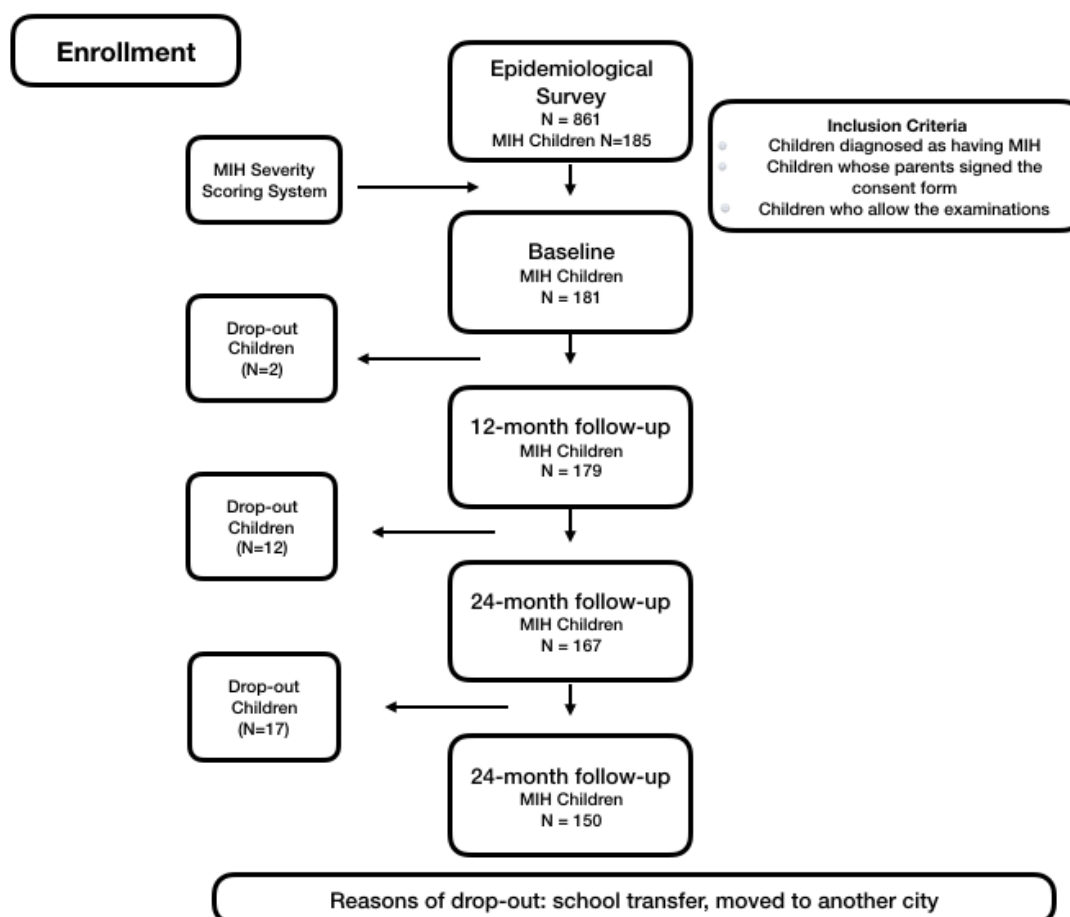 Enrollment
Epidemiological
Survey
N = 861
MIH Children N=185
Inclusion Criteria
Children diagnosed as having MIH
Children whose parents signed the
consent form
Children who allow the examinations
MIH Severity
Scoring System
Baseline
MIH Children
N = 181
Drop-out
Children
(N=2)
12-month follow-up
MIH Children
N = 179
Drop-out
Children
(N=12)
24-month follow-up
MIH Children
N = 167
Drop-out
Children
(N=17)
24-month follow-up
MIH Children
N = 150
Reasons of drop-out: school transfer, moved to another city